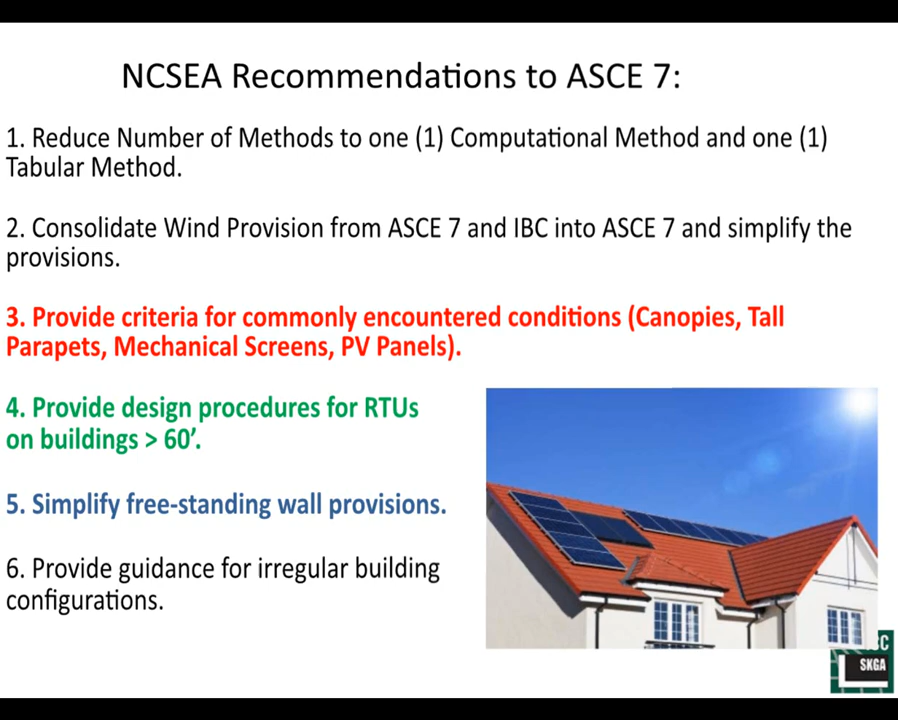 NCSEA Recommendations to ASCE 7:
1. Reduce Number of Methods to one (1) Computational Method and one (1)
Tabular Method.
2. Consolidate Wind Provision from ASCE 7 and IBC into ASCE 7 and simplify the
provisions.
3. Provide criteria for commonly encountered conditions (Canopies, Tall
Parapets, Mechanical Screens, PV Panels).
4. Provide design procedures for RTUs
on buildings > 60’.
5. Simplify free-standing wall provisions.
6. Provide guidance for irregular building
configurations.
SKGA